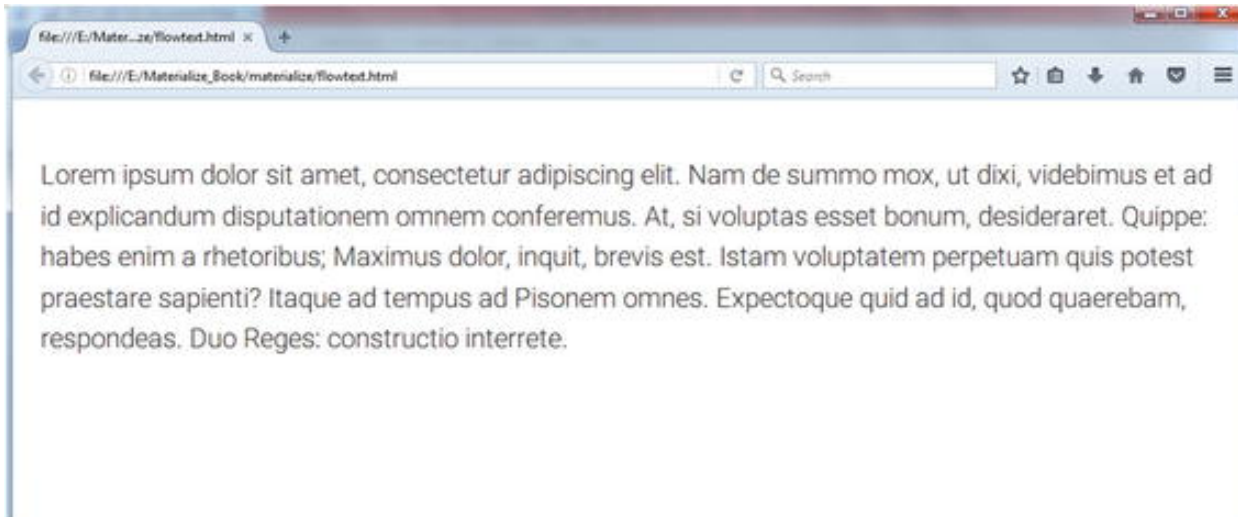 file:///E:/Mater...ze/flowtext.html
file:///E:/Materialize_Book/materialize/flowtext.html
Search
Lorem ipsum dolor sit amet, consectetur adipiscing elit. Nam de summo mox, ut dixi, videbimus et ad
id explicandum disputationem omnem conferemus. At, si voluptas esset bonum, desideraret. Quippe:
habes enim a rhetoribus; Maximus dolor, inquit, brevis est. Istam voluptatem perpetuam quis potest
praestare sapienti? Itaque ad tempus ad Pisonem omnes. Expectoque quid ad id, quod quaerebam,
respondeas. Duo Reges: constructio interrete.